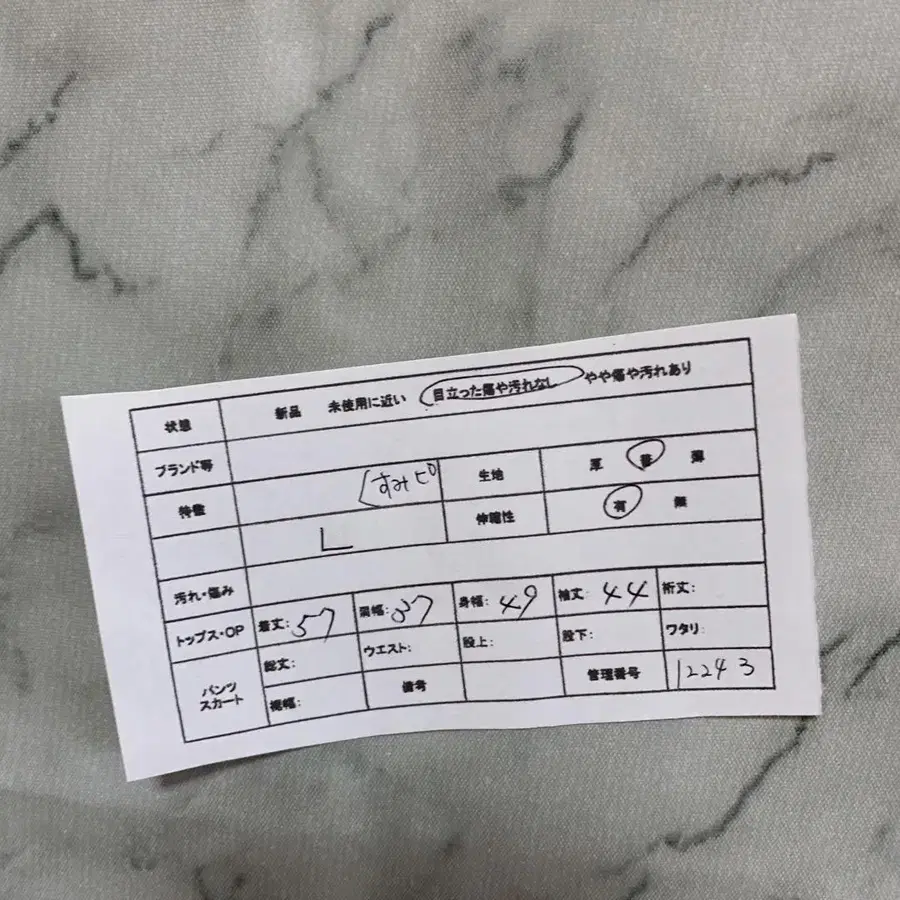 状態 新品 未使用に近い 目立った傷や汚れなし やや傷や汚れあり
ブランド等
特徴 (すみ 生地 厚 普 薄
L 伸縮性 有 無
汚れ・傷み
トップス・OP 着丈: 57 肩幅: 37 身幅: 49 袖丈: 44 裄丈:
パンツ スカート 総丈: ウエスト: 股上: 股下: ワタリ:
裾幅: 備考 管理番号 12243